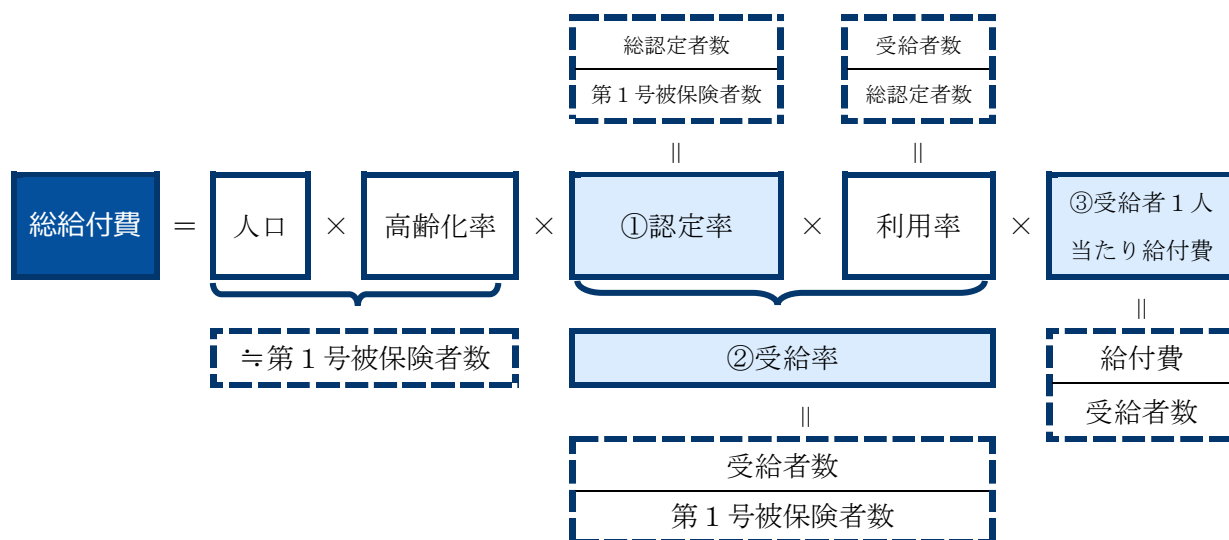 総認定者数
第１号被保険者数
受給者数
総認定者数
＝
＝
総給付費 ＝ 人口 × 高齢化率 × ①認定率 × 利用率 × ③受給者１人
当たり給付費
≒第１号被保険者数
②受給率
＝
給付費
受給者数
＝
受給者数
第１号被保険者数